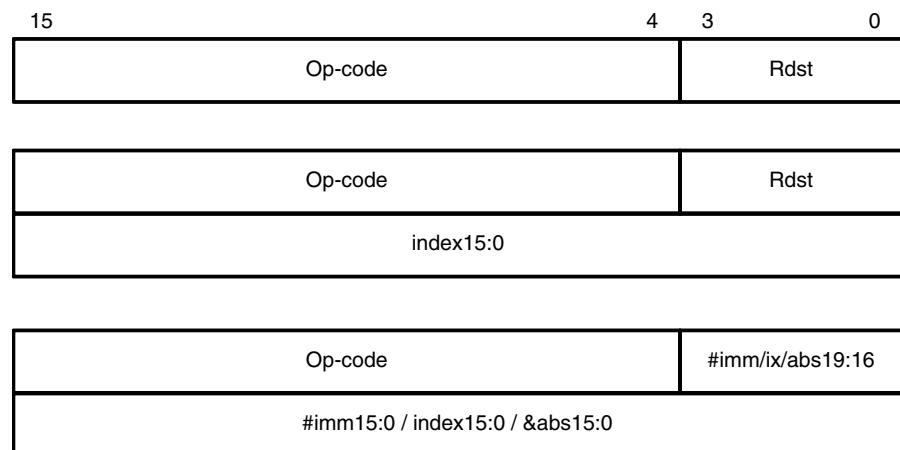 15 4 3 0
Op-code Rdst
Op-code Rdst
index15:0
Op-code #imm/ix/abs19:16
#imm15:0 / index15:0 / &abs15:0